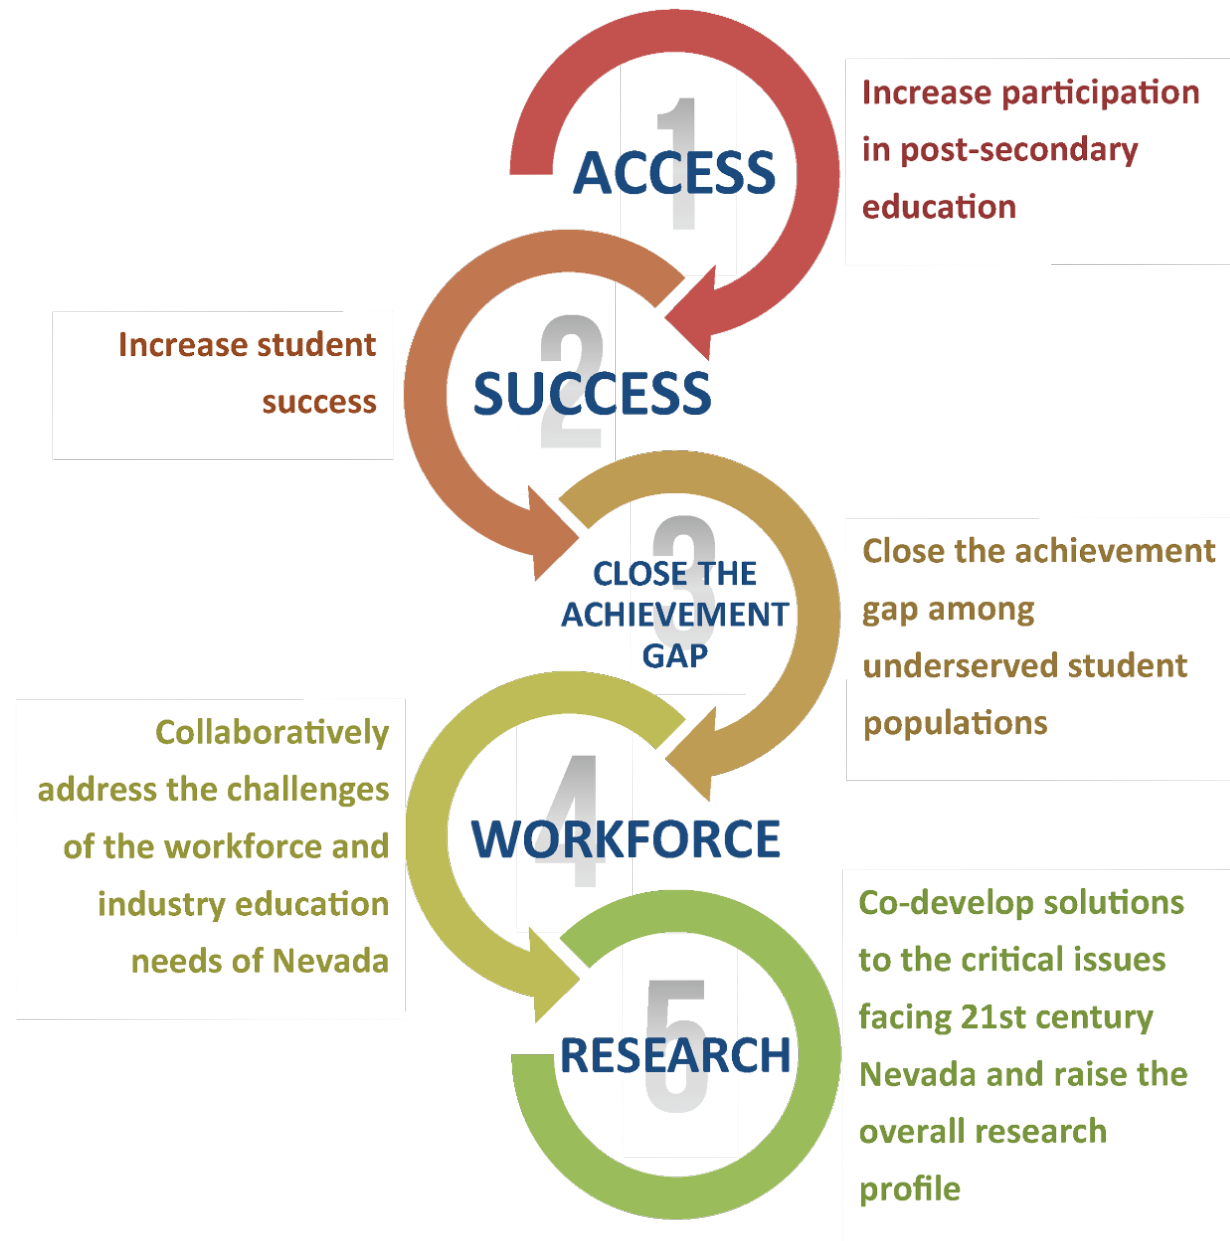 1
ACCESS
Increase participation
in post-secondary
education
2
SUCCESS
Increase student
success
3
CLOSE THE
ACHIEVEMENT
GAP
Close the achievement
gap among
underserved student
populations
4
WORKFORCE
Collaboratively
address the challenges
of the workforce and
industry education
needs of Nevada
5
RESEARCH
Co-develop solutions
to the critical issues
facing 21st century
Nevada and raise the
overall research
profile